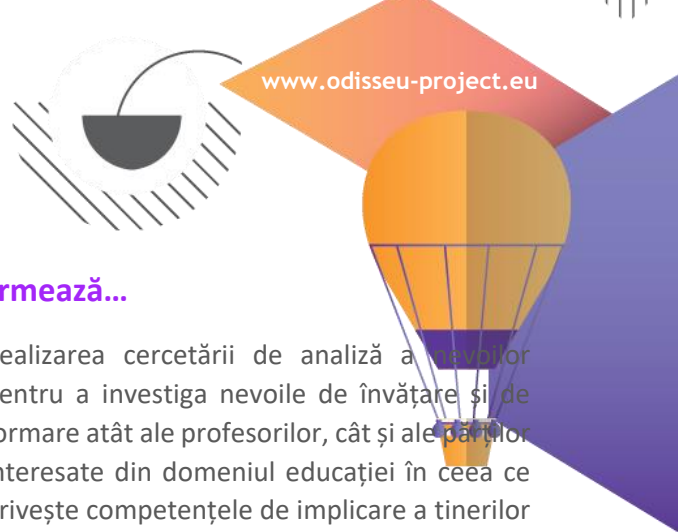 www.odisseu-project.eu
rmează…
ealizarea cercetării de analiză a nevoilor
entru a investiga nevoile de învățare și de
ormare atât ale profesorilor, cât și ale părților
nteresate din domeniul educației în ceea ce
rivește competențele de implicare a tinerilor